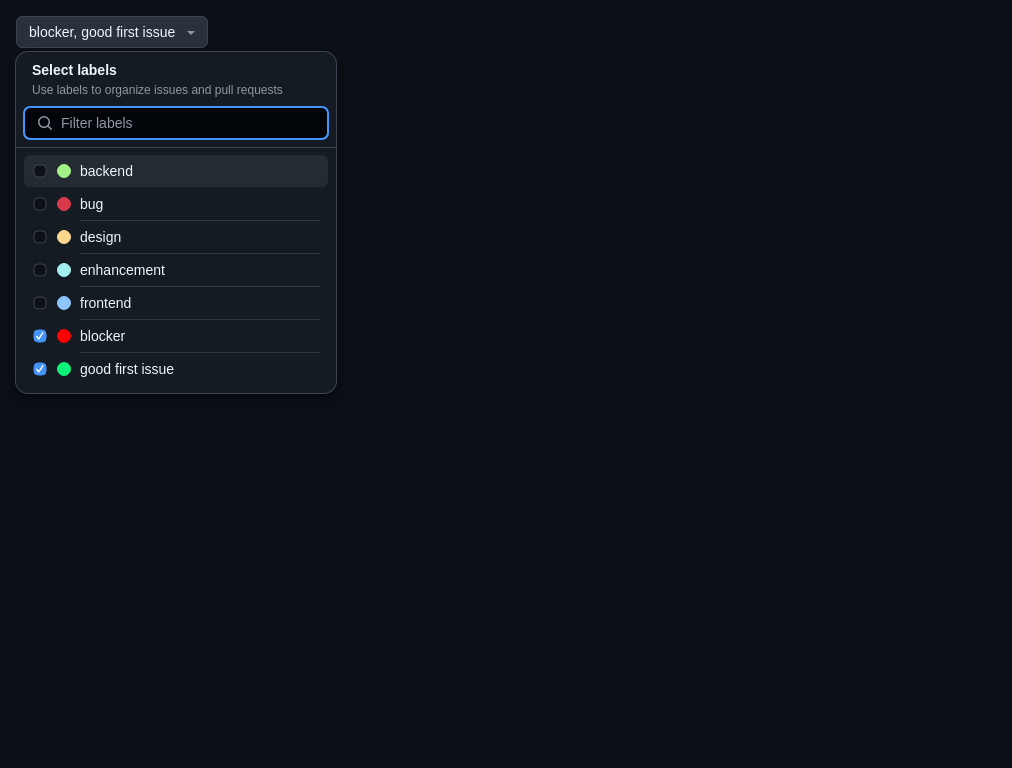 blocker, good first issue
Select labels
Use labels to organize issues and pull requests
Filter labels
backend
bug
design
enhancement
frontend
blocker
good first issue